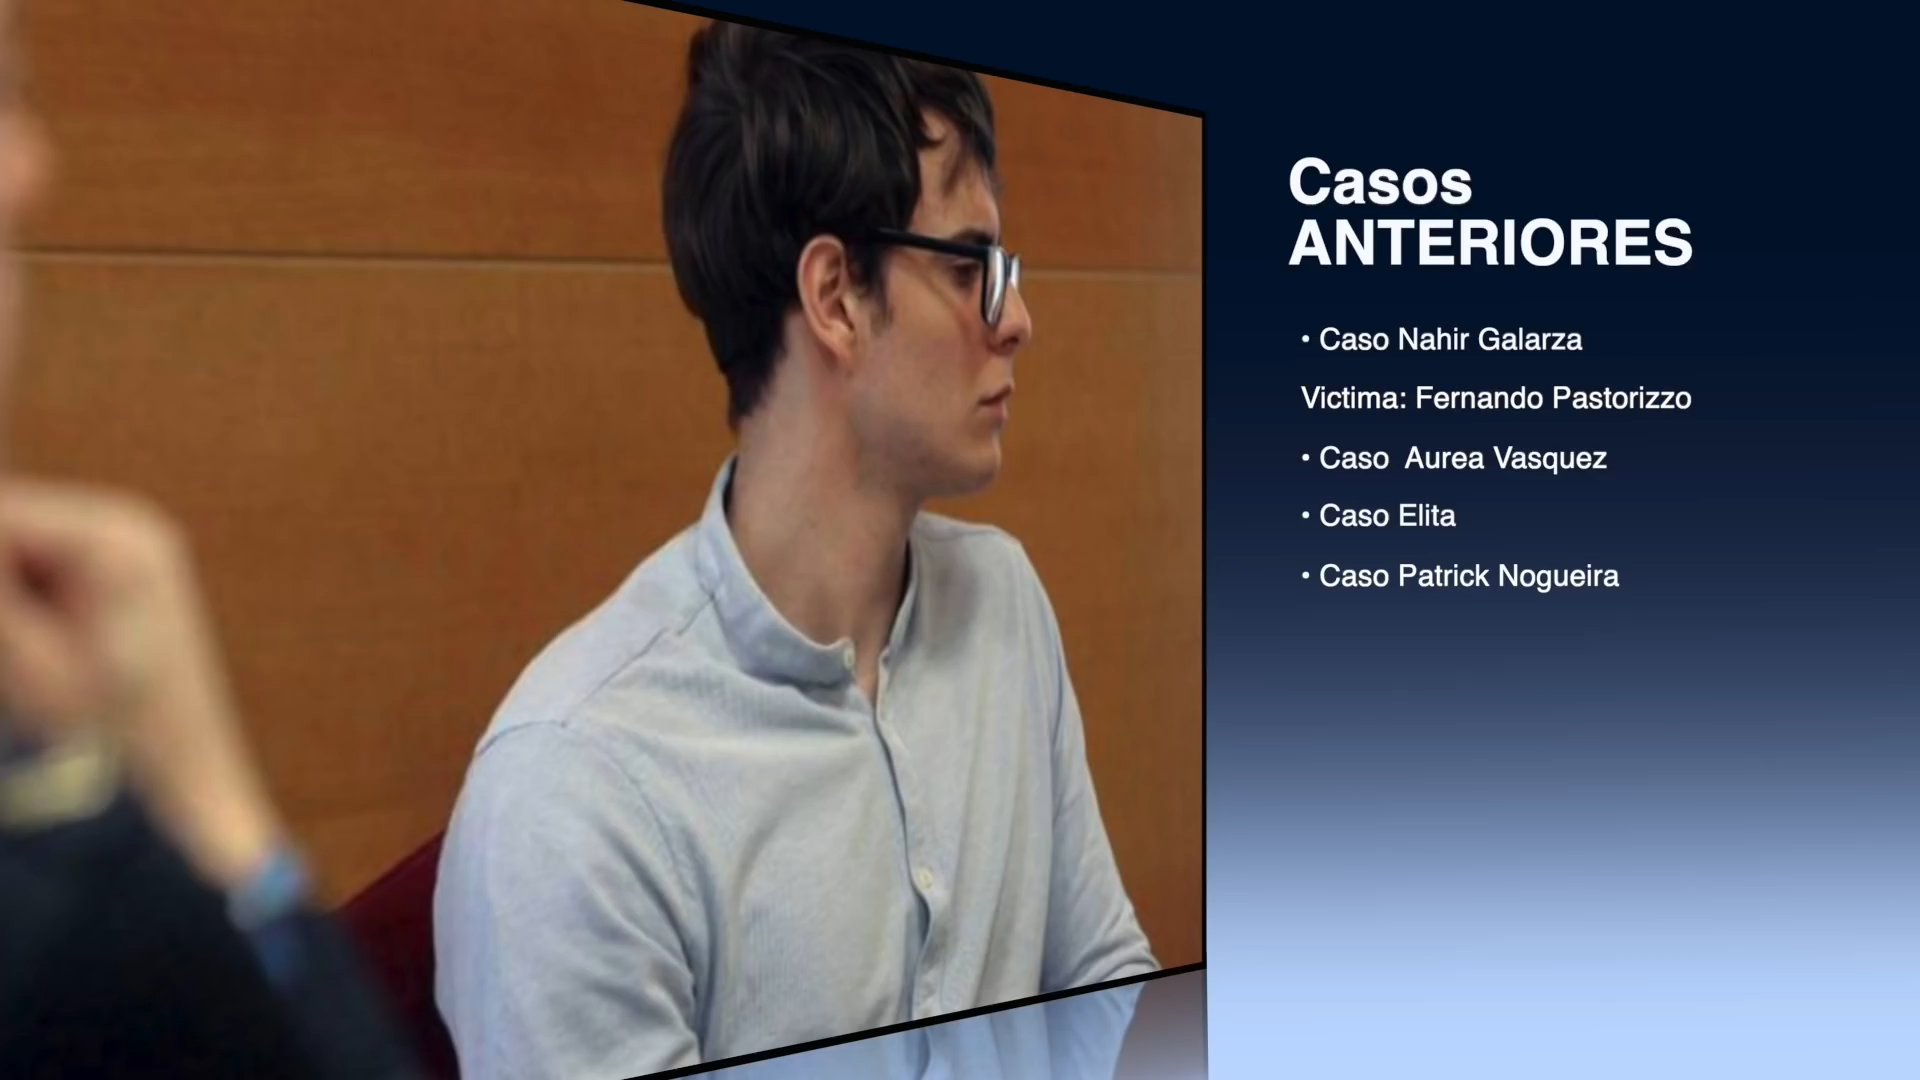 Casos
ANTERIORES
• Caso Nahir Galarza
Victima: Fernando Pastorizzo
• Caso  Aurea Vasquez
• Caso Elita
• Caso Patrick Nogueira